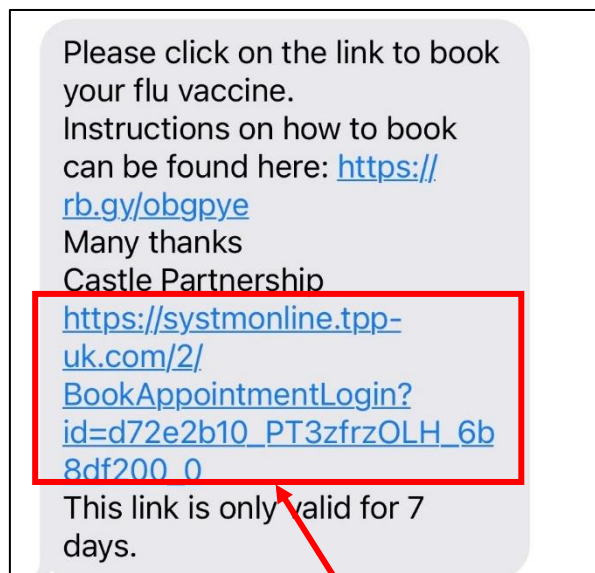 Please click on the link to book
your flu vaccine.
Instructions on how to book
can be found here: https://
rb.gy/obgpye
Many thanks
Castle Partnership
https://systmonline.tpp-
uk.com/2/
BookAppointmentLogin?
id=d72e2b10_PT3zfrzOLH_6b
8df200_0
This link is only valid for 7
days.